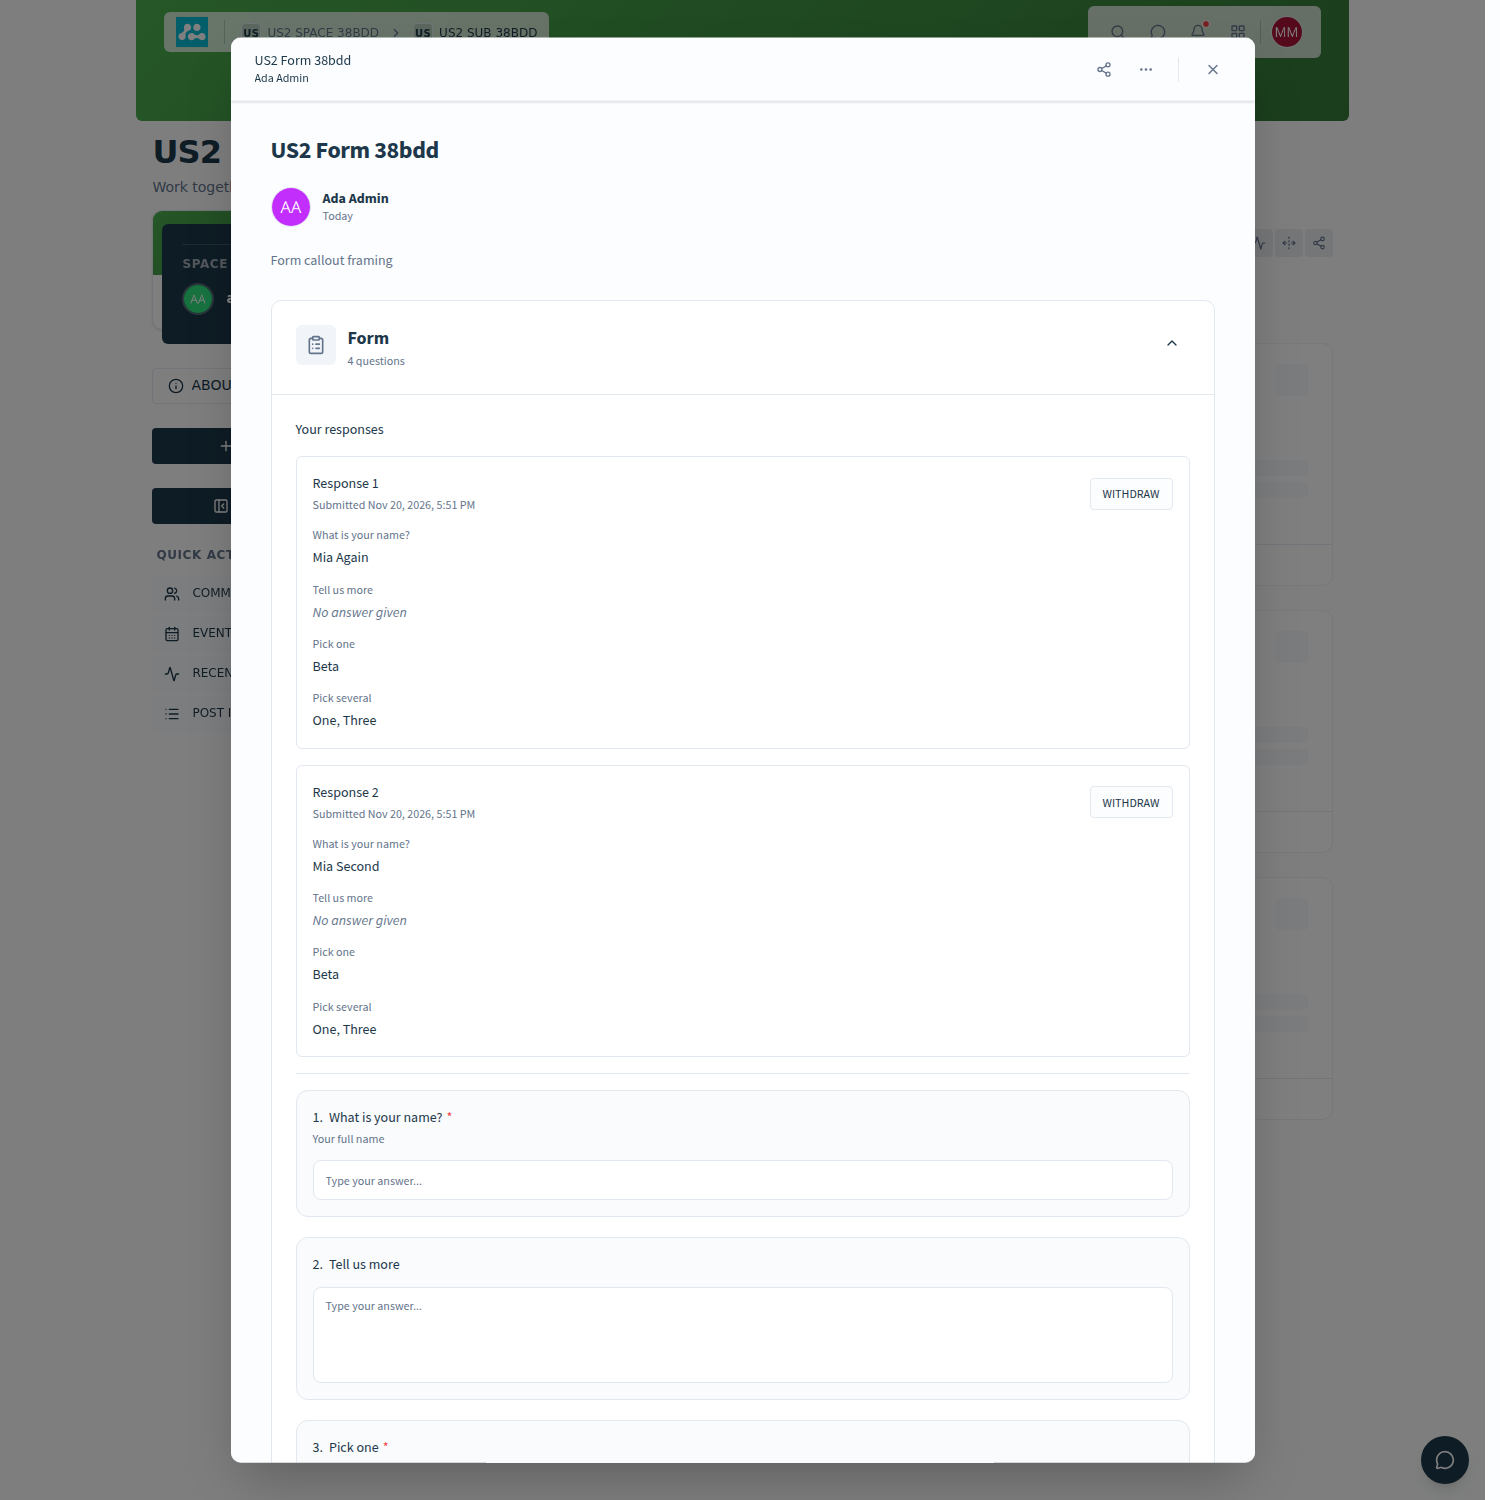 US US2 SPACE 38BDD > US US2 SUB 38BDD
MM
US2 Form 38bdd
Ada Admin
US2
US2 Form 38bdd
Work toget
AA Ada Admin
Today
Form callout framing
SPACE
AA
Form
4 questions
ABOU
Your responses
Response 1
WITHDRAW
Submitted Nov 20, 2026, 5:51 PM
What is your name?
Mia Again
QUICK ACT
Tell us more
No answer given
COMM
EVENT
Pick one
Beta
RECEN
Pick several
One, Three
POST I
Response 2
WITHDRAW
Submitted Nov 20, 2026, 5:51 PM
What is your name?
Mia Second
Tell us more
No answer given
Pick one
Beta
Pick several
One, Three
1. What is your name? *
Your full name
Type your answer...
2. Tell us more
Type your answer...
3. Pick one *